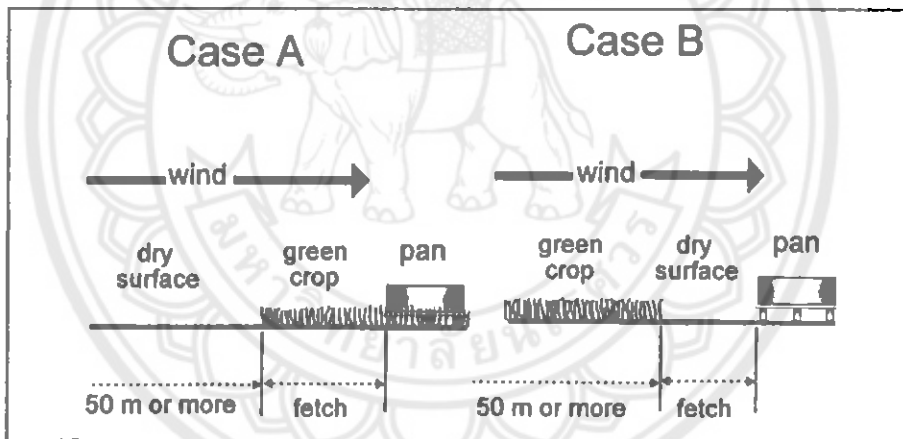 Case A
Case B
wind
wind
dry
surface
green
crop
pan
green
crop
dry
surface
pan
50 m or more
fetch
50 m or more
fetch